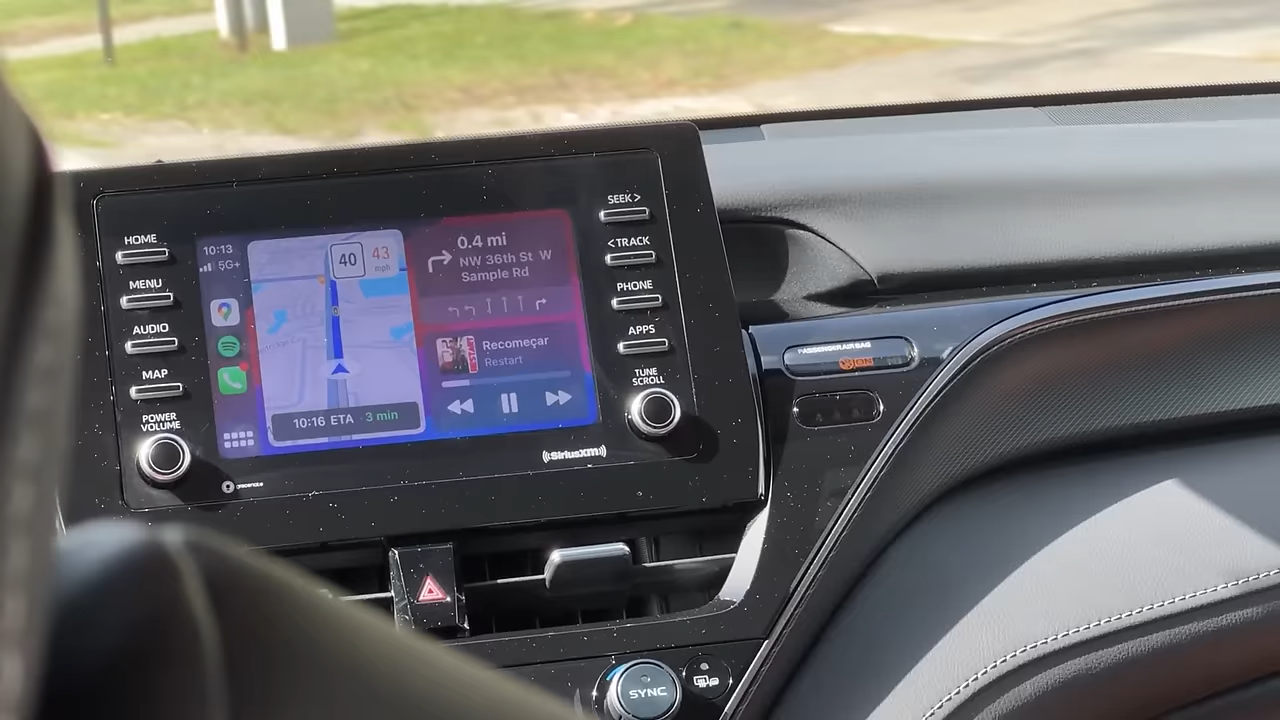 HOME
MENU
AUDIO
MAP
POWER
VOLUME
10:13
5G+
40
43
mph
10:16 ETA · 3 min
0.4 mi
NW 36th St W
Sample Rd
Recomeçar
Restart
SEEK >
< TRACK
PHONE
APPS
TUNE
SCROLL
((SiriusXM))
gracenote
PASSENGER AIR BAG
ON
SYNC